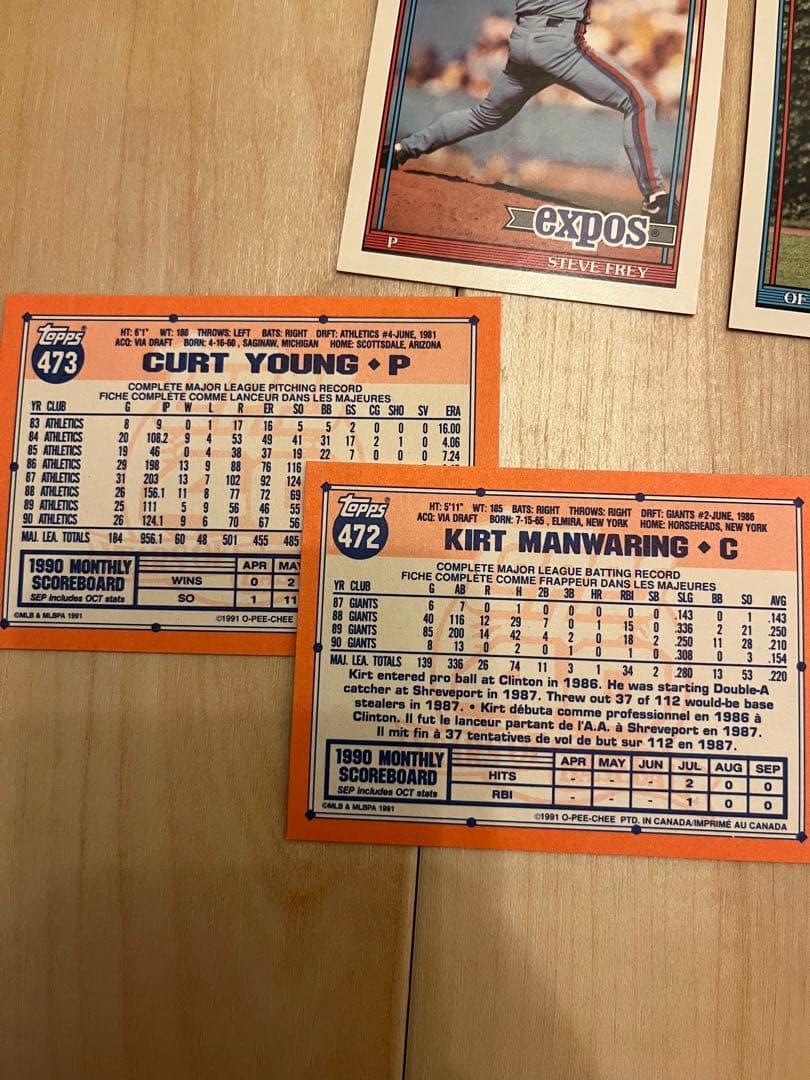 expos
P
STEVE FREY
OF
Topps
473
HT: 6'1" WT: 180 THROWS: LEFT BATS: RIGHT DRFT: ATHLETICS #4-JUNE, 1981
ACQ: VIA DRAFT BORN: 4-16-60, SAGINAW, MICHIGAN HOME: SCOTTSDALE, ARIZONA
CURT YOUNG ◆ P
COMPLETE MAJOR LEAGUE PITCHING RECORD
FICHE COMPLÈTE COMME LANCEUR DANS LES MAJEURES
YR CLUB G IP W L R ER SO BB GS CG SHO SV ERA
83 ATHLETICS 8 9 0 1 17 16 5 5 2 0 0 0 16.00
84 ATHLETICS 20 108.2 9 4 53 49 41 31 17 2 1 0 4.06
85 ATHLETICS 19 46 0 4 38 37 19 22 7 0 0 0 7.24
86 ATHLETICS 29 198 13 9 88 76 116
87 ATHLETICS 31 203 13 7 102 92 124
88 ATHLETICS 26 156.1 11 8 77 72 69
89 ATHLETICS 25 111 5 9 56 46 55
90 ATHLETICS 26 124.1 9 6 70 67 56
MAJ. LEA. TOTALS 184 956.1 60 48 501 455 485
1990 MONTHLY
SCOREBOARD
SEP includes OCT stats
APR MAY
WINS 0 2
SO 1 11
©MLB & MLBPA 1991
©1991 O-PEE-CHEE
Topps
472
HT: 5'11" WT: 185 BATS: RIGHT THROWS: RIGHT DRFT: GIANTS #2-JUNE, 1986
ACQ: VIA DRAFT BORN: 7-15-65, ELMIRA, NEW YORK HOME: HORSEHEADS, NEW YORK
KIRT MANWARING ◆ C
COMPLETE MAJOR LEAGUE BATTING RECORD
FICHE COMPLÈTE COMME FRAPPEUR DANS LES MAJEURES
YR CLUB G AB R H 2B 3B HR RBI SB SLG BB SO AVG
87 GIANTS 6 7 0 1 0 0 0 0 0 .143 0 1 .143
88 GIANTS 40 116 12 29 7 0 1 15 0 .336 2 21 .250
89 GIANTS 85 200 14 42 4 2 0 18 2 .250 11 28 .210
90 GIANTS 8 13 0 2 0 1 0 1 0 .308 0 3 .154
MAJ. LEA. TOTALS 139 336 26 74 11 3 1 34 2 .280 13 53 .220
Kirt entered pro ball at Clinton in 1986. He was starting Double-A
catcher at Shreveport in 1987. Threw out 37 of 112 would-be base
stealers in 1987. • Kirt débuta comme professionnel en 1986 à
Clinton. Il fut le lanceur partant de l'A.A. à Shreveport en 1987.
Il mit fin à 37 tentatives de vol de but sur 112 en 1987.
1990 MONTHLY
SCOREBOARD
SEP includes OCT stats
APR MAY JUN JUL AUG SEP
HITS - - - 2 0 0
RBI - - - 1 0 0
©MLB & MLBPA 1991
©1991 O-PEE-CHEE PTD. IN CANADA/IMPRIMÉ AU CANADA